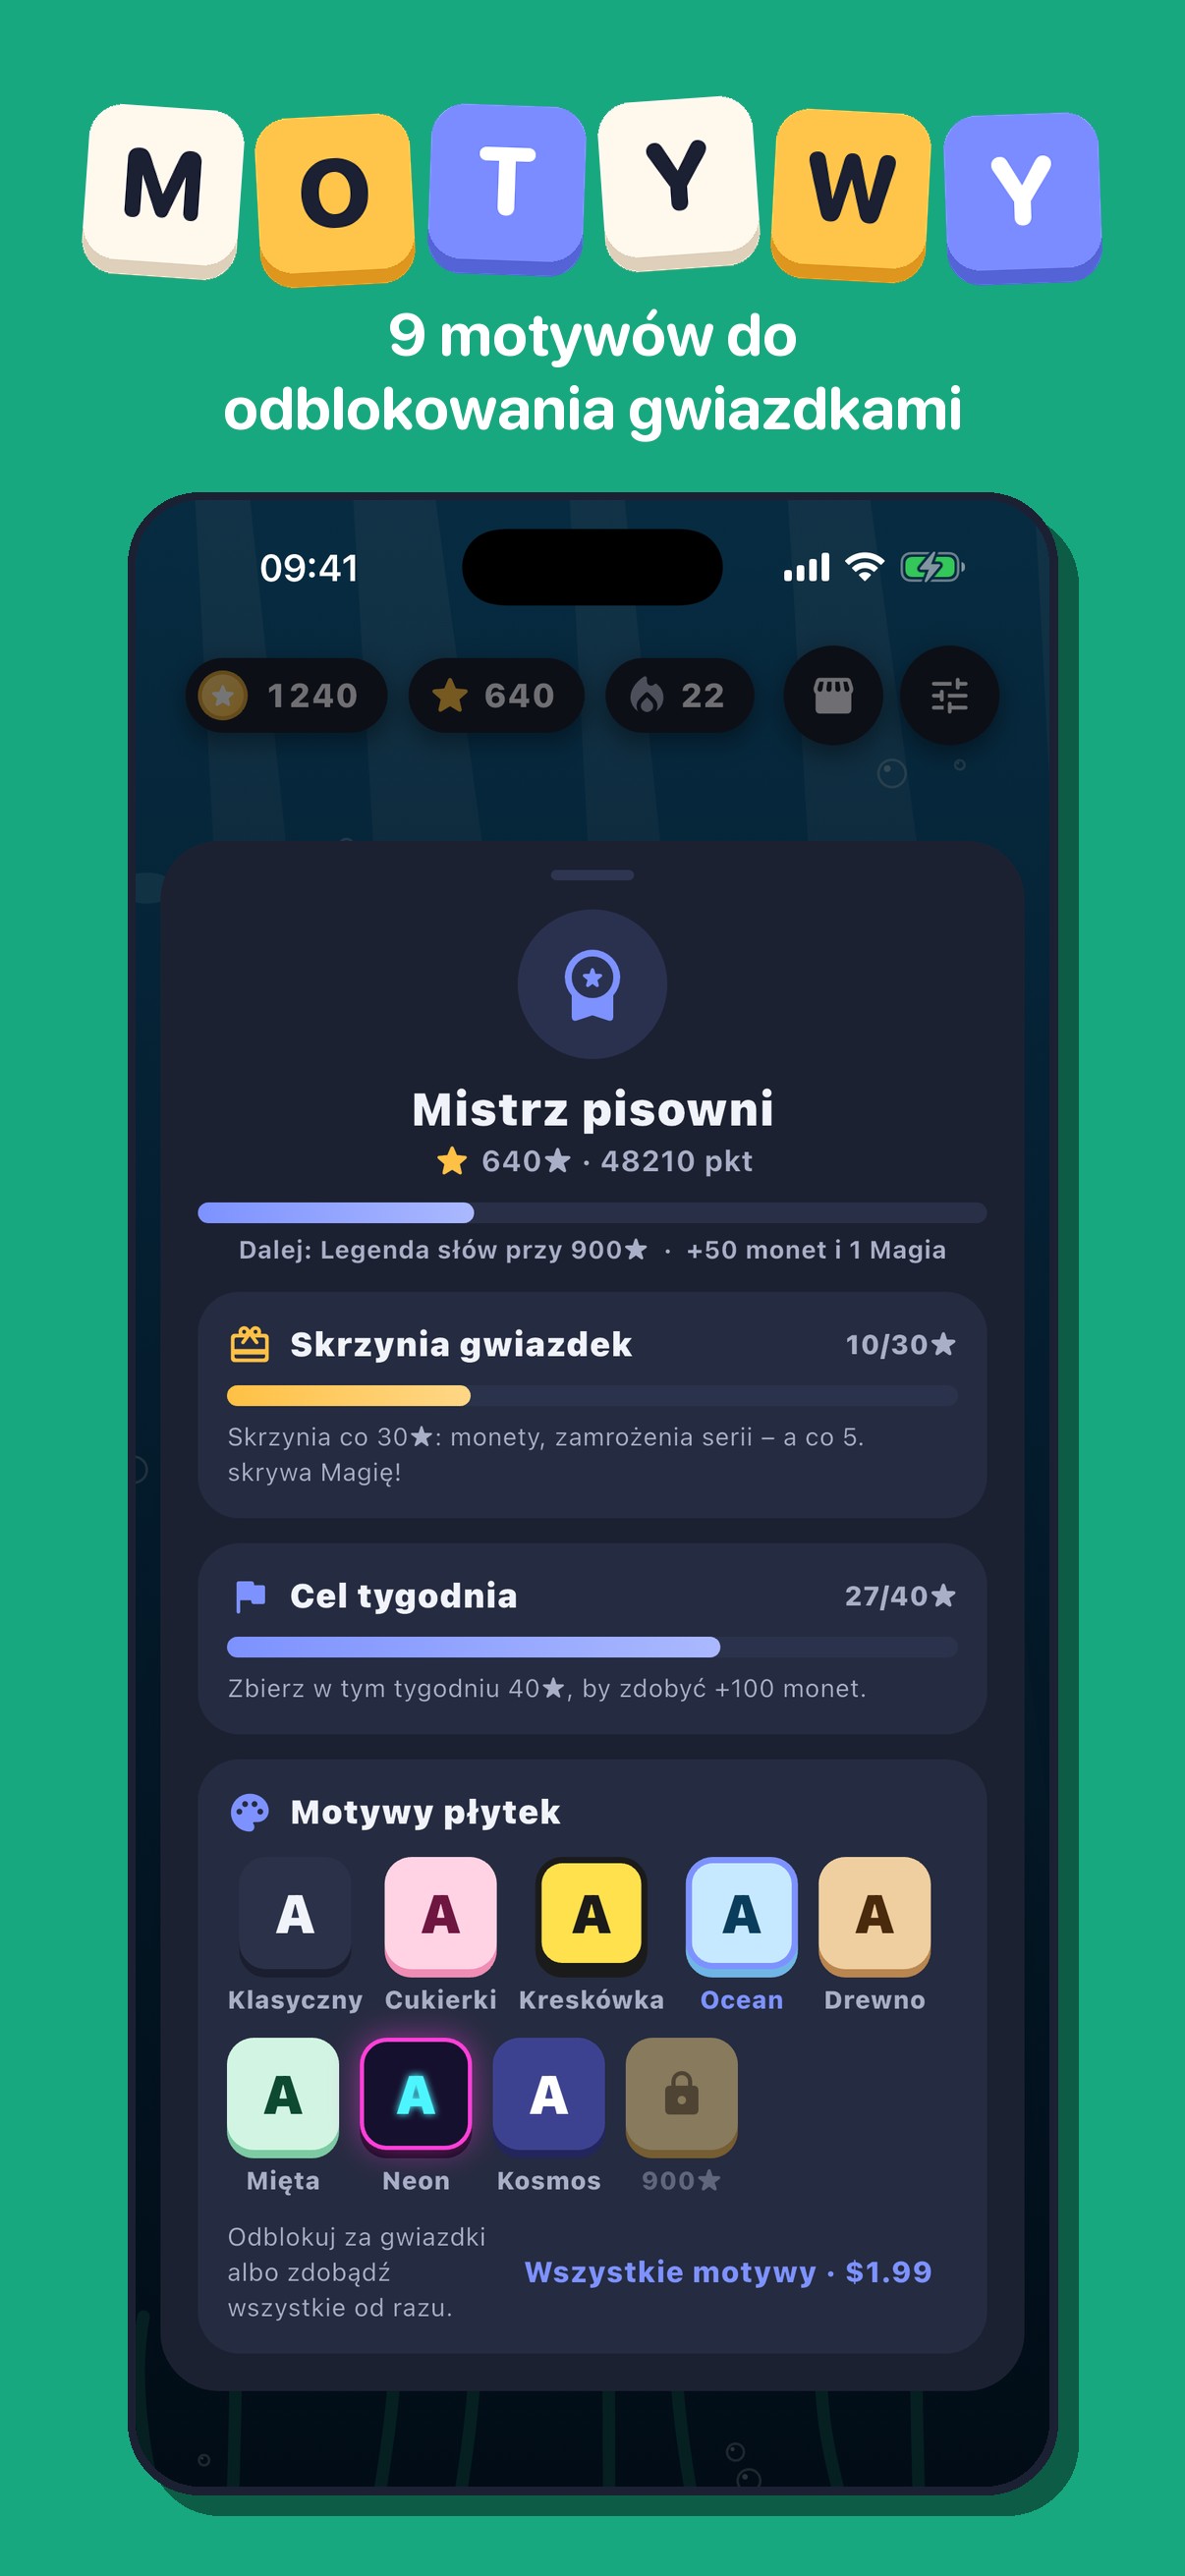 MOTYWY
9 motywów do
odblokowania gwiazdkami
09:41
1240 640 22
Mistrz pisowni
640★ · 48210 pkt
Dalej: Legenda słów przy 900★ · +50 monet i 1 Magia
Skrzynia gwiazdek 10/30★
Skrzynia co 30★: monety, zamrożenia serii – a co 5.
skrywa Magię!
Cel tygodnia 27/40★
Zbierz w tym tygodniu 40★, by zdobyć +100 monet.
Motywy płytek
A A A A A
Klasyczny Cukierki Kreskówka Ocean Drewno
A A A
Mięta Neon Kosmos 900★
Odblokuj za gwiazdki
albo zdobądź
wszystkie od razu.
Wszystkie motywy · $1.99